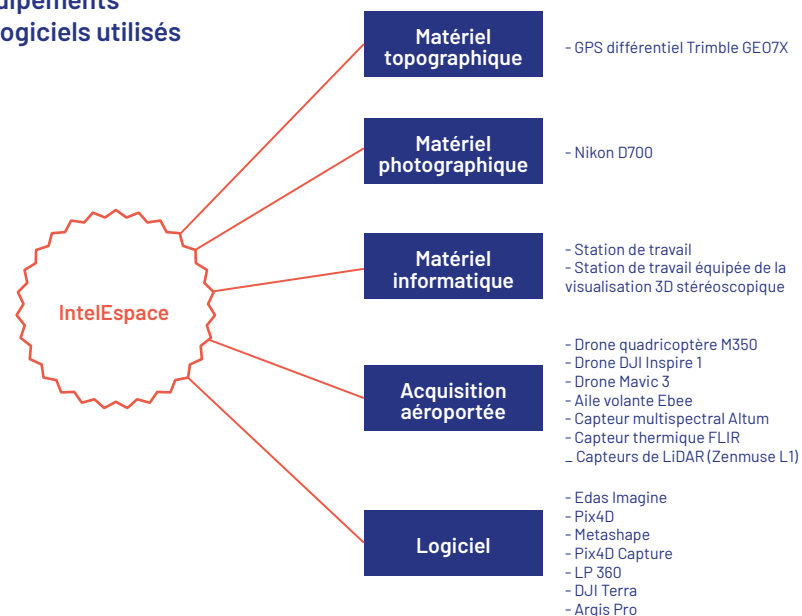 uipements
ogiciels utilisés
IntelEspace
Matériel
topographique
- GPS différentiel Trimble GEO7X
Matériel
photographique
- Nikon D700
Matériel
informatique
- Station de travail
- Station de travail équipée de la
visualisation 3D stéréoscopique
Acquisition
aéroportée
- Drone quadricoptère M350
- Drone DJI Inspire 1
- Drone Mavic 3
- Aile volante Ebee
- Capteur multispectral Altum
- Capteur thermique FLIR
_ Capteurs de LiDAR (Zenmuse L1)
Logiciel
- Edas Imagine
- Pix4D
- Metashape
- Pix4D Capture
- LP 360
- DJI Terra
- Argis Pro